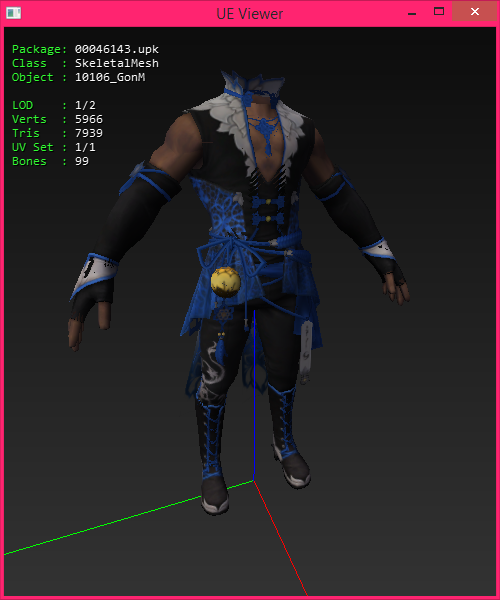 UE Viewer
Package: 00046143.upk
Class : SkeletalMesh
Object : 10106_GonM
LOD : 1/2
Verts : 5966
Tris : 7939
UV Set : 1/1
Bones : 99